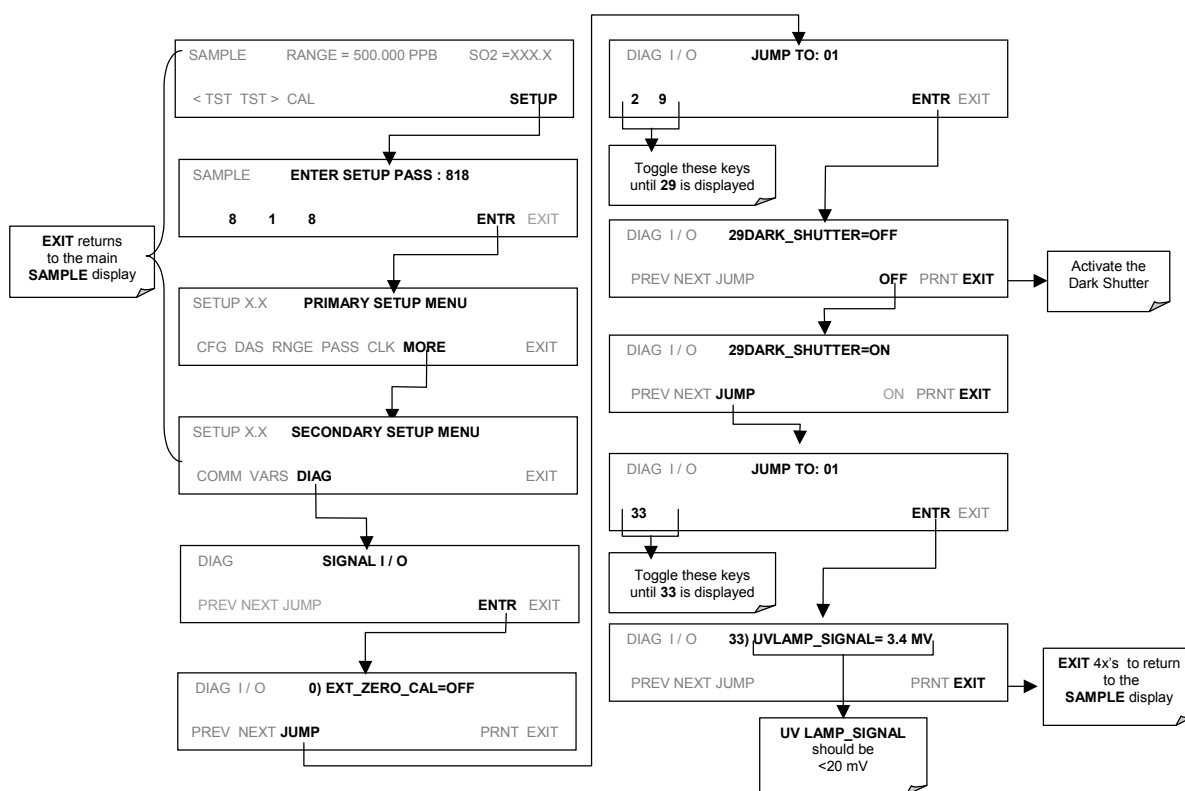 SAMPLE RANGE = 500.000 PPB SO2 =XXX.X
< TST TST > CAL SETUP
SAMPLE ENTER SETUP PASS : 818
8 1 8 ENTR EXIT
EXIT returns
to the main
SAMPLE display
SETUP X.X PRIMARY SETUP MENU
CFG DAS RNGE PASS CLK MORE EXIT
SETUP X.X SECONDARY SETUP MENU
COMM VARS DIAG EXIT
DIAG SIGNAL I / O
PREV NEXT JUMP ENTR EXIT
DIAG I / O 0) EXT_ZERO_CAL=OFF
PREV NEXT JUMP PRNT EXIT
DIAG I / O JUMP TO: 01
2 9 ENTR EXIT
Toggle these keys
until 29 is displayed
DIAG I / O 29DARK_SHUTTER=OFF
PREV NEXT JUMP OFF PRNT EXIT
Activate the
Dark Shutter
DIAG I / O 29DARK_SHUTTER=ON
PREV NEXT JUMP ON PRNT EXIT
DIAG I / O JUMP TO: 01
33 ENTR EXIT
Toggle these keys
until 33 is displayed
DIAG I / O 33) UVLAMP_SIGNAL= 3.4 MV
PREV NEXT JUMP PRNT EXIT
EXIT 4x's to return
to the
SAMPLE display
UV LAMP_SIGNAL
should be
<20 mV